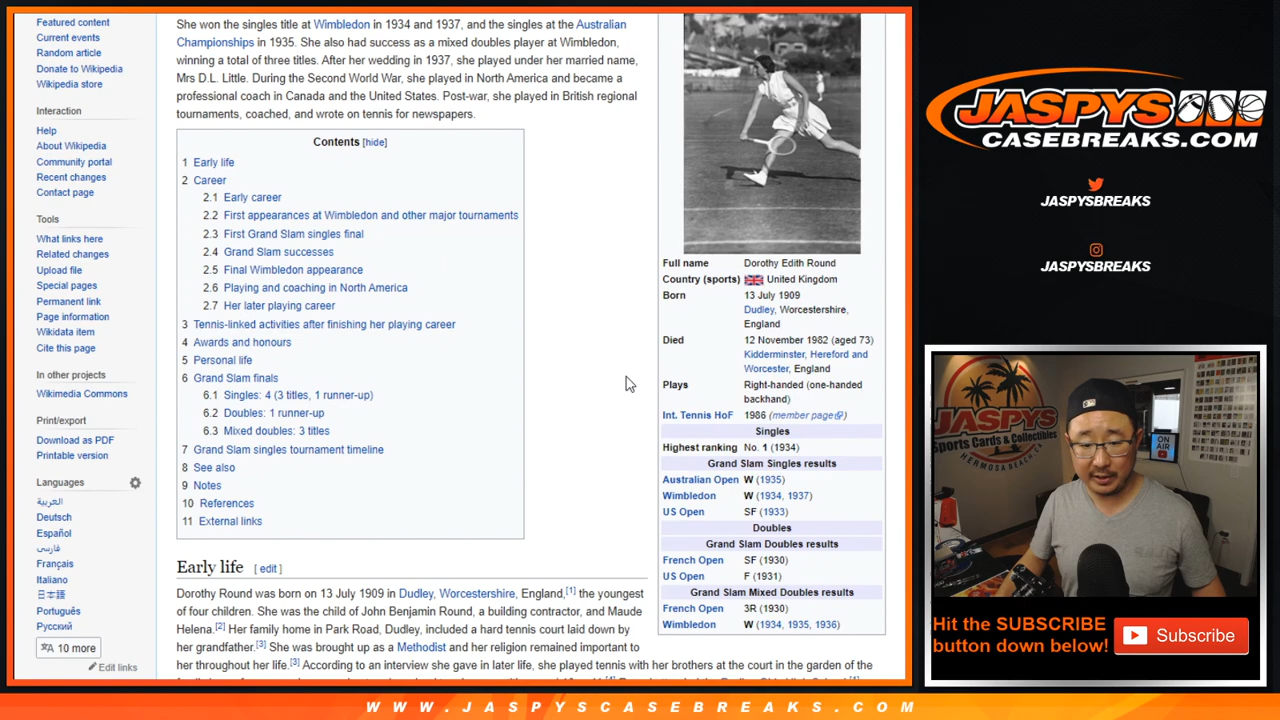 Featured content
Current events
Random article
Donate to Wikipedia
Wikipedia store
Interaction
Help
About Wikipedia
Community portal
Recent changes
Contact page
Tools
What links here
Related changes
Upload file
Special pages
Permanent link
Page information
Wikidata item
Cite this page
In other projects
Wikimedia Commons
Print/export
Download as PDF
Printable version
Languages
العربية
Deutsch
Español
فارسی
Français
Italiano
日本語
Português
Русский
10 more
Edit links
She won the singles title at Wimbledon in 1934 and 1937, and the singles at the Australian
Championships in 1935. She also had success as a mixed doubles player at Wimbledon,
winning a total of three titles. After her wedding in 1937, she played under her married name,
Mrs D.L. Little. During the Second World War, she played in North America and became a
professional coach in Canada and the United States. Post-war, she played in British regional
tournaments, coached, and wrote on tennis for newspapers.
Contents [hide]
1 Early life
2 Career
2.1 Early career
2.2 First appearances at Wimbledon and other major tournaments
2.3 First Grand Slam singles final
2.4 Grand Slam successes
2.5 Final Wimbledon appearance
2.6 Playing and coaching in North America
2.7 Her later playing career
3 Tennis-linked activities after finishing her playing career
4 Awards and honours
5 Personal life
6 Grand Slam finals
6.1 Singles: 4 (3 titles, 1 runner-up)
6.2 Doubles: 1 runner-up
6.3 Mixed doubles: 3 titles
7 Grand Slam singles tournament timeline
8 See also
9 Notes
10 References
11 External links
Early life [ edit ]
Dorothy Round was born on 13 July 1909 in Dudley, Worcestershire, England,[1] the youngest
of four children. She was the child of John Benjamin Round, a building contractor, and Maude
Helena.[2] Her family home in Park Road, Dudley, included a hard tennis court laid down by
her grandfather.[3] She was brought up as a Methodist and her religion remained important to
her throughout her life.[3] According to an interview she gave in later life, she played tennis with her brothers at the court in the garden of the
Full name Dorothy Edith Round
Country (sports) United Kingdom
Born 13 July 1909
Dudley, Worcestershire,
England
Died 12 November 1982 (aged 73)
Kidderminster, Hereford and
Worcester, England
Plays Right-handed (one-handed
backhand)
Int. Tennis HoF 1986 (member page)
Singles
Highest ranking No. 1 (1934)
Grand Slam Singles results
Australian Open W (1935)
Wimbledon W (1934, 1937)
US Open SF (1933)
Doubles
Grand Slam Doubles results
French Open SF (1930)
US Open F (1931)
Grand Slam Mixed Doubles results
French Open 3R (1930)
Wimbledon W (1934, 1935, 1936)
JASPYS
CASEBREAKS.COM
JASPYSBREAKS
JASPYSBREAKS
JASPYS
Sports Cards & Collectibles
HERMOSA BEACH, CA
ON AIR
Hit the SUBSCRIBE
button down below!
Subscribe
WWW.JASPYSCASEBREAKS.COM